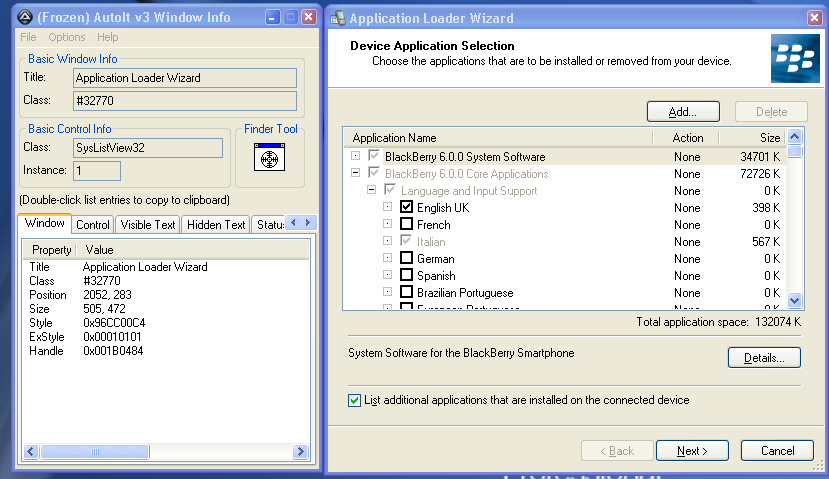 (Frozen) AutoIt v3 Window Info
File Options Help
Basic Window Info
Title: Application Loader Wizard
Class: #32770
Basic Control Info
Class: SysListView32
Instance: 1
Finder Tool
(Double-click list entries to copy to clipboard)
Window Control Visible Text Hidden Text Statu
Property Value
Title Application Loader Wizard
Class #32770
Position 2052, 283
Size 505, 472
Style 0x96CC00C4
ExStyle 0x00010101
Handle 0x001B0484
Application Loader Wizard
Device Application Selection
Choose the applications that are to be installed or removed from your device.
Add... Delete
Application Name Action Size
BlackBerry 6.0.0 System Software None 34701 K
BlackBerry 6.0.0 Core Applications None 72726 K
Language and Input Support None 0 K
English UK None 398 K
French None 0 K
Italian None 567 K
German None 0 K
Spanish None 0 K
Brazilian Portuguese None 0 K
European Portuguese None 0 K
Total application space: 132074 K
System Software for the BlackBerry Smartphone
Details...
List additional applications that are installed on the connected device
< Back Next > Cancel